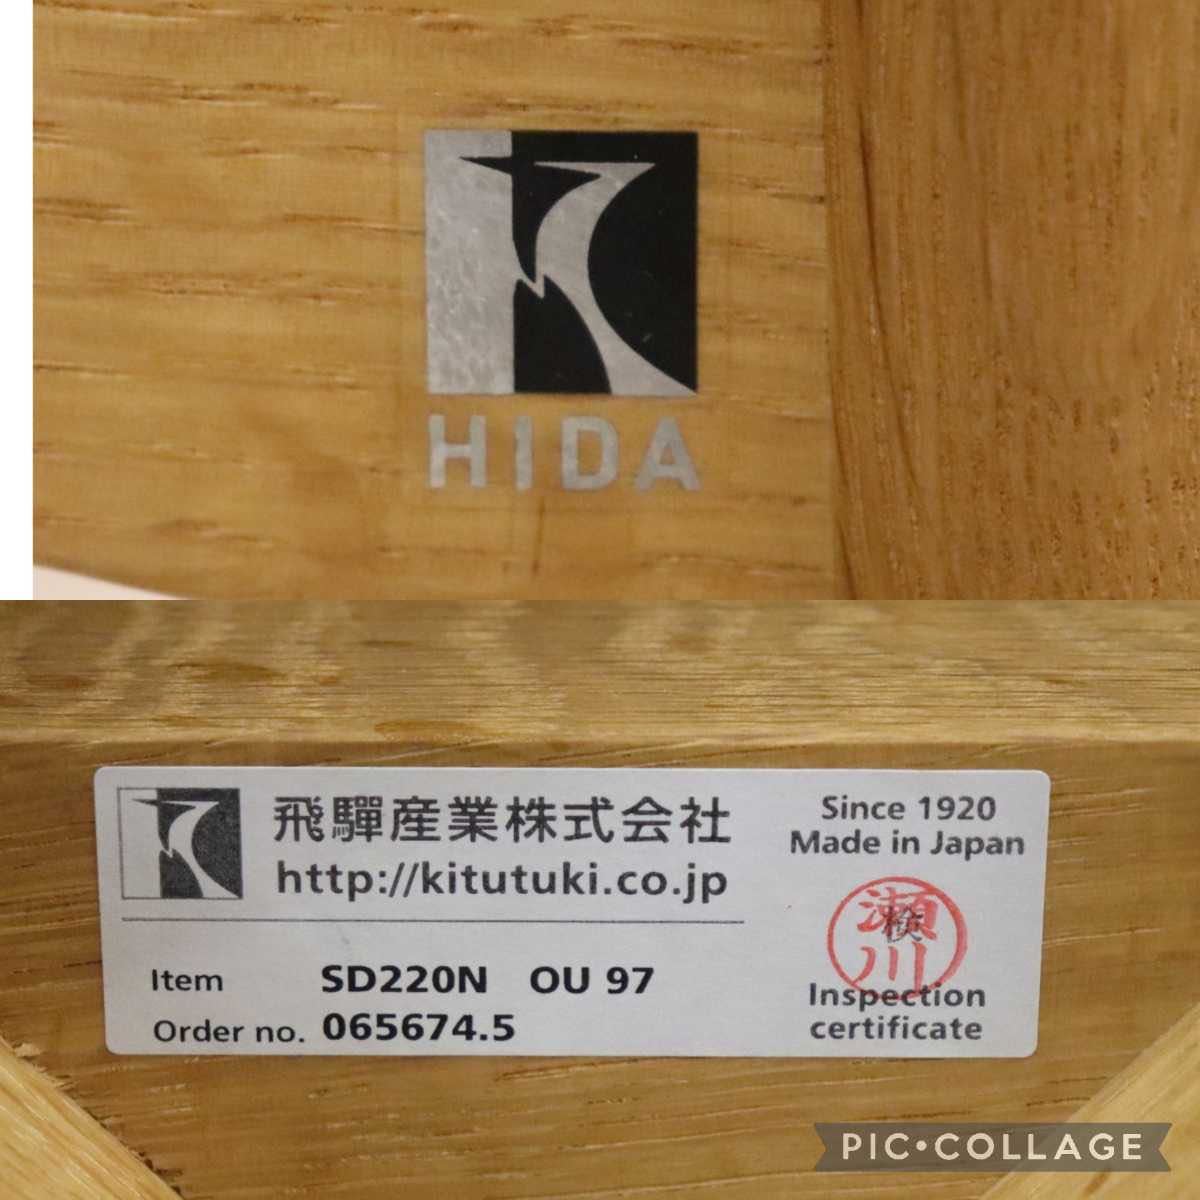 HIDA
飛驒産業株式会社
http://kitutuki.co.jp
Item SD220N OU 97
Order no. 065674.5
Since 1920
Made in Japan
瀬川
検
Inspection
certificate
PIC•COLLAGE